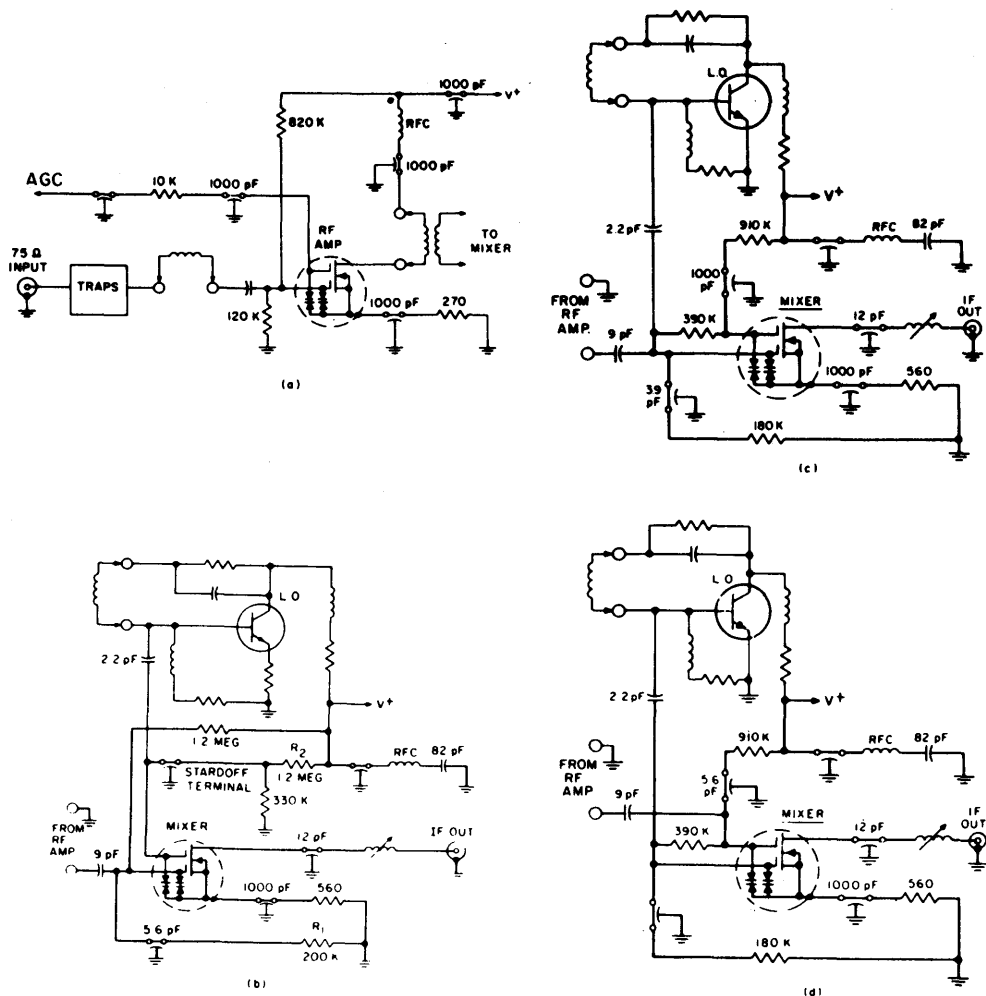 1000 pF
V+
820 K
RFC
1000 pF
AGC
10 K
1000 pF
RF
AMP
TO
MIXER
75 Ω
INPUT
TRAPS
120 K
1000 pF
270
(a)
L.O.
V+
2.2 pF
910 K
RFC
82 pF
1000
pF
FROM
RF
AMP.
MIXER
9 pF
390K
12 pF
IF
OUT
39
pF
1000 pF
560
180 K
(c)
L O
2.2 pF
V+
1.2 MEG
R2
1.2 MEG
RFC
82 pF
STARDOFF
TERMINAL
330 K
FROM
RF
AMP
MIXER
9 pF
12 pF
IF OUT
1000 pF
560
5.6 pF
R1
200 K
(b)
L O
2.2 pF
V+
910 K
RFC
82 pF
FROM
RF
AMP
5.6
pF
9 pF
MIXER
390 K
12 pF
IF
OUT
1000 pF
560
180 K
(d)